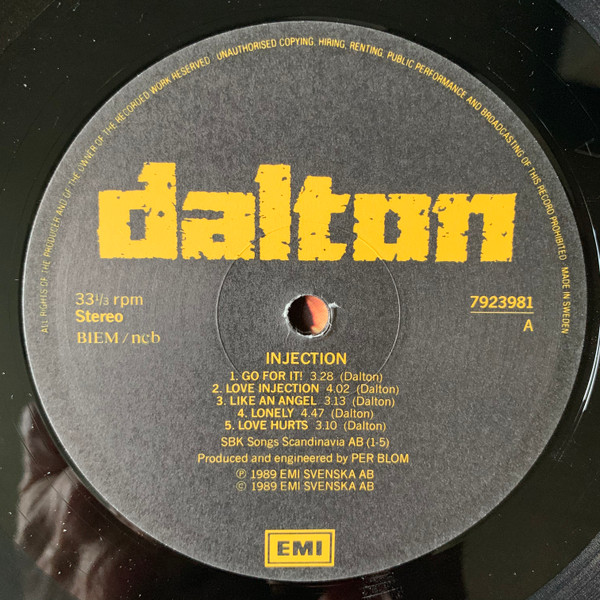 ALL RIGHTS OF THE PRODUCER AND OF THE OWNER OF THE RECORDED WORK RESERVED · UNAUTHORISED COPYING, HIRING, RENTING, PUBLIC PERFORMANCE AND BROADCASTING OF THIS RECORD PROHIBITED · MADE IN SWEDEN
dalton
33 1/3 rpm
Stereo
BIEM/ncb
7923981
A
INJECTION
1. GO FOR IT! 3.28 (Dalton)
2. LOVE INJECTION 4.02 (Dalton)
3. LIKE AN ANGEL 3.13 (Dalton)
4. LONELY 4.47 (Dalton)
5. LOVE HURTS 3.10 (Dalton)
SBK Songs Scandinavia AB (1-5)
Produced and engineered by PER BLOM
℗ 1989 EMI SVENSKA AB
© 1989 EMI SVENSKA AB
EMI